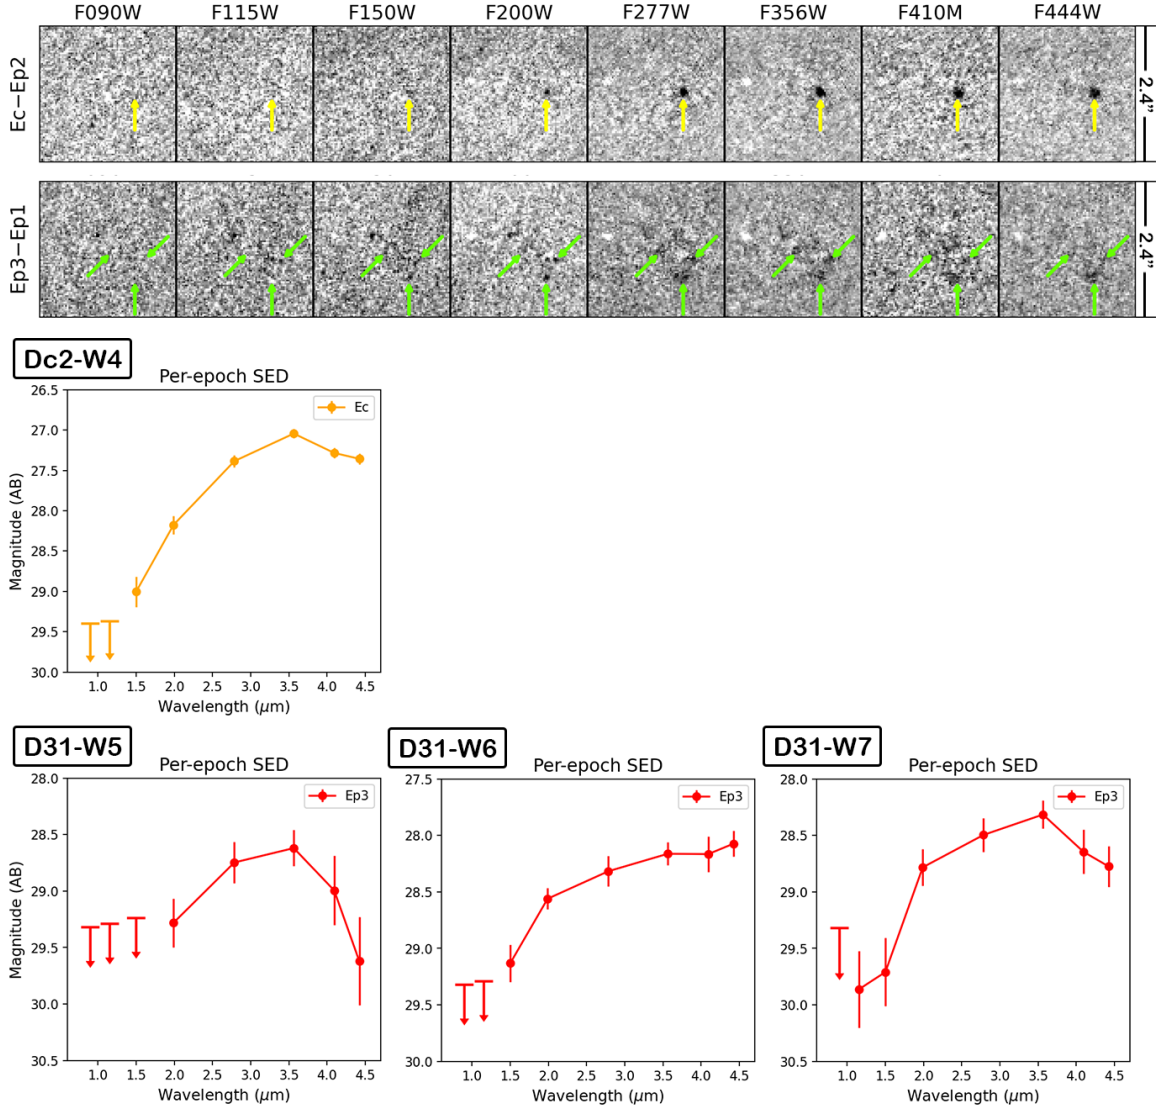 F090W F115W F150W F200W F277W F356W F410M F444W
Ec−Ep2
2.4”
Ep3−Ep1
2.4”
Dc2-W4
Per-epoch SED
Ec
Magnitude (AB)
26.5
27.0
27.5
28.0
28.5
29.0
29.5
30.0
1.0 1.5 2.0 2.5 3.0 3.5 4.0 4.5
Wavelength (μm)
D31-W5
Per-epoch SED
Ep3
Magnitude (AB)
28.0
28.5
29.0
29.5
30.0
30.5
1.0 1.5 2.0 2.5 3.0 3.5 4.0 4.5
Wavelength (μm)
D31-W6
Per-epoch SED
Ep3
27.5
28.0
28.5
29.0
29.5
30.0
1.0 1.5 2.0 2.5 3.0 3.5 4.0 4.5
Wavelength (μm)
D31-W7
Per-epoch SED
Ep3
28.0
28.5
29.0
29.5
30.0
30.5
1.0 1.5 2.0 2.5 3.0 3.5 4.0 4.5
Wavelength (μm)